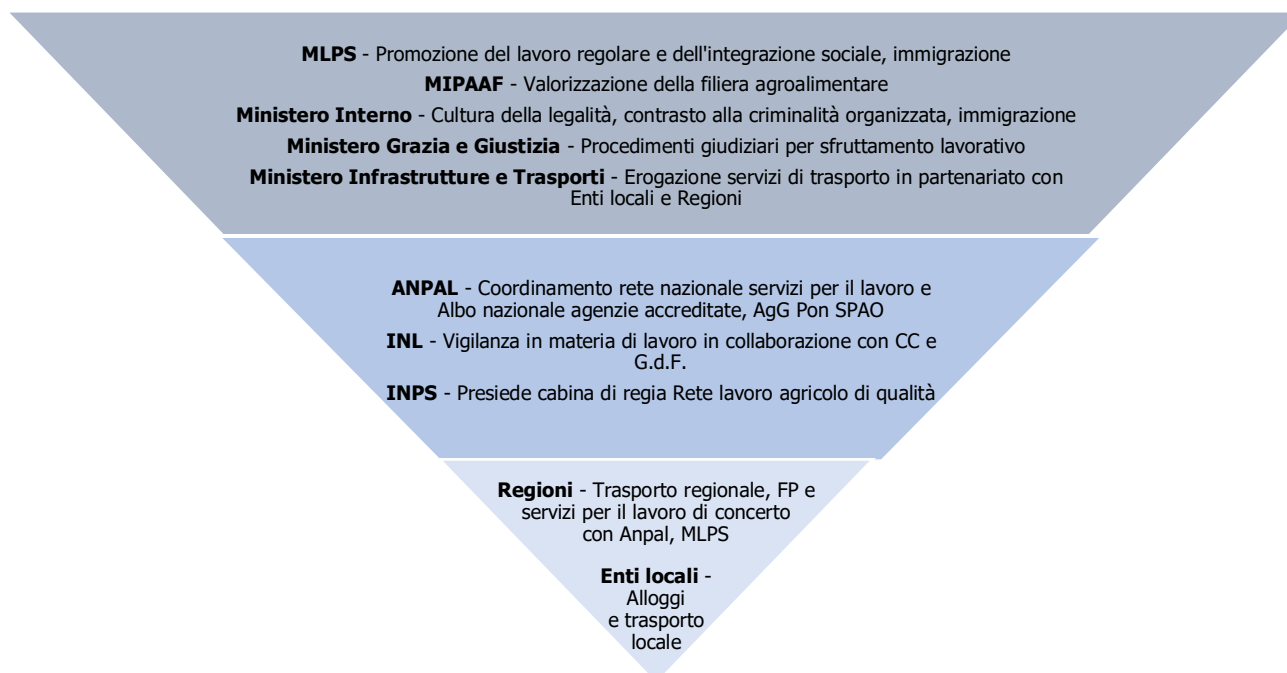 MLPS - Promozione del lavoro regolare e dell'integrazione sociale, immigrazione
MIPAAF - Valorizzazione della filiera agroalimentare
Ministero Interno - Cultura della legalità, contrasto alla criminalità organizzata, immigrazione
Ministero Grazia e Giustizia - Procedimenti giudiziari per sfruttamento lavorativo
Ministero Infrastrutture e Trasporti - Erogazione servizi di trasporto in partenariato con
Enti locali e Regioni
ANPAL - Coordinamento rete nazionale servizi per il lavoro e
Albo nazionale agenzie accreditate, AgG Pon SPAO
INL - Vigilanza in materia di lavoro in collaborazione con CC e
G.d.F.
INPS - Presiede cabina di regia Rete lavoro agricolo di qualità
Regioni - Trasporto regionale, FP e
servizi per il lavoro di concerto
con Anpal, MLPS
Enti locali -
Alloggi
e trasporto
locale